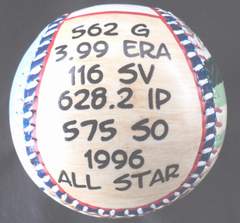 562 G
3.99 ERA
116 SV
628.2 IP
575 SO
1996
ALL STAR